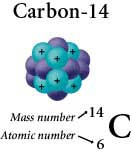 Carbon-14
+ + + + + +
Mass number 14
C
Atomic number 6